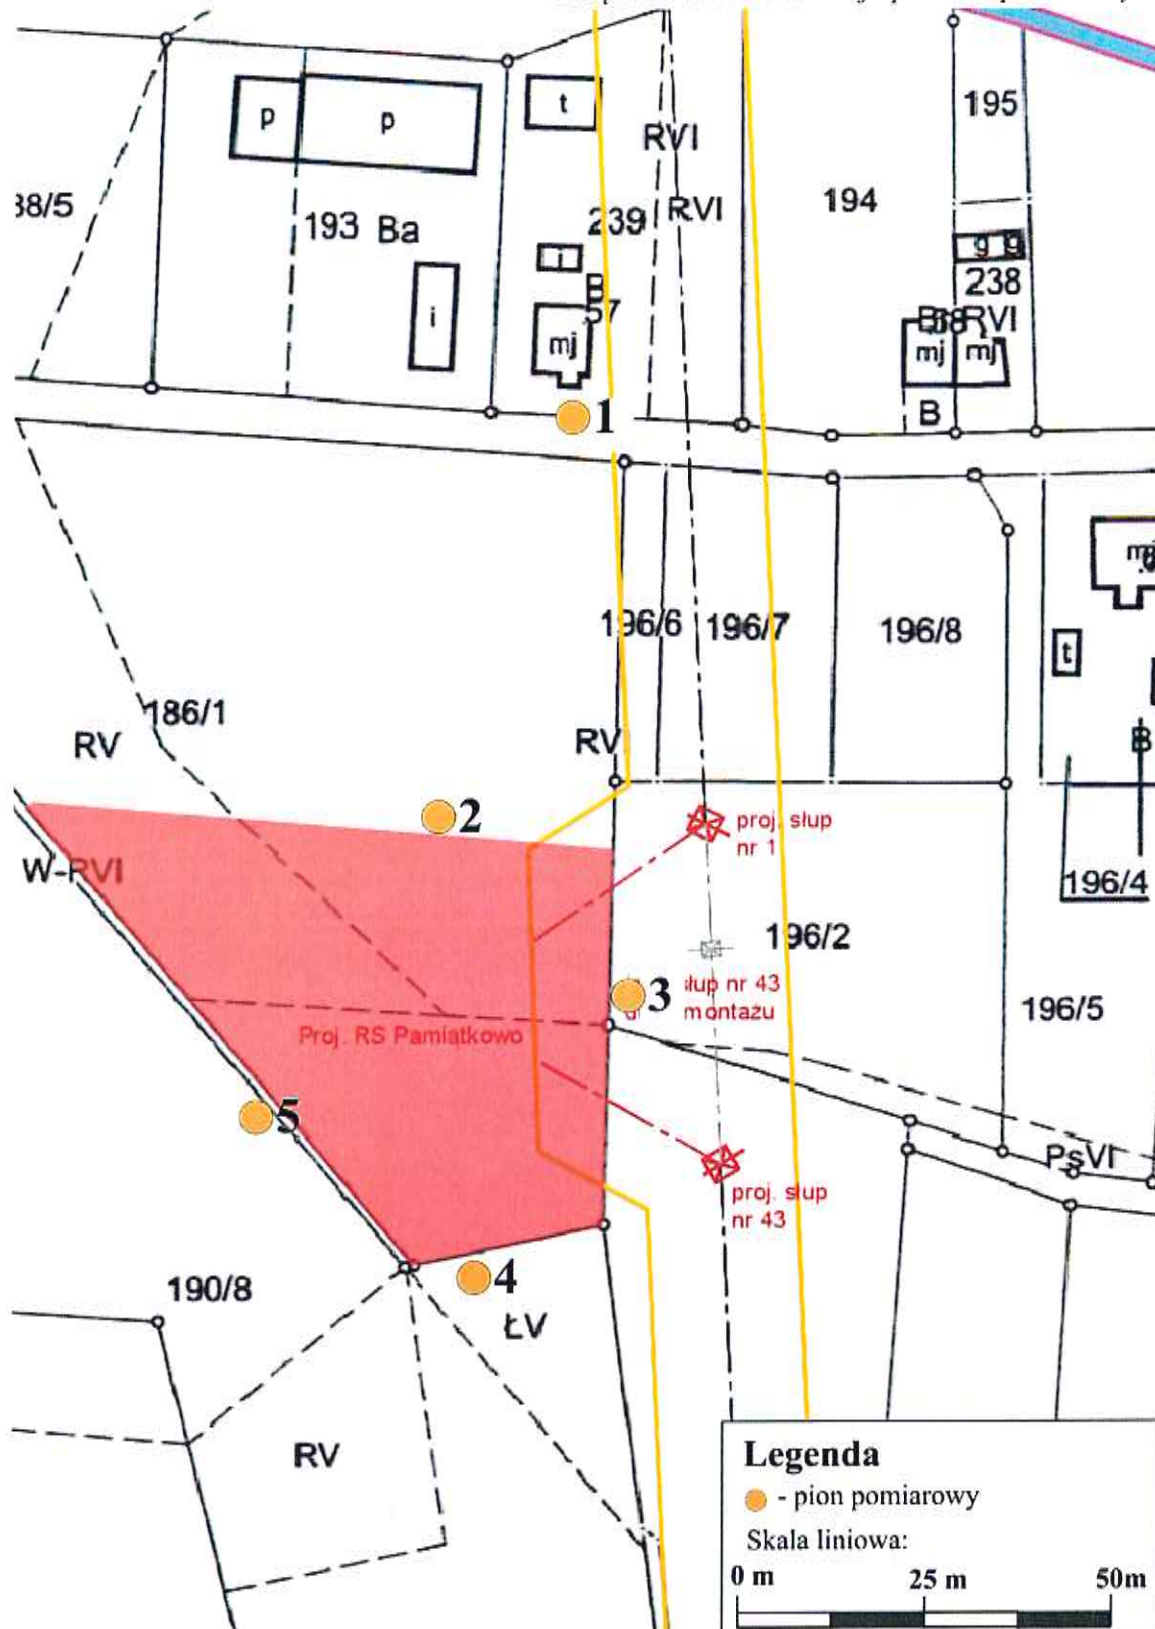 195
RVI
p
p
t
38/5
193 Ba
239
RVI
194
g g
238
i
B
57
RVI
i
mj
mj
mj
B
1
196/6
196/7
196/8
t
186/1
RV
RV
B
2
proj. słup
nr 1
W-RVI
196/4
196/2
3
słup nr 43
montażu
196/5
Proj. RS Pamiątkowo
5
PsVI
proj. słup
nr 43
4
190/8
ŁV
RV
Legenda
- pion pomiarowy
Skala liniowa:
0 m 25 m 50m